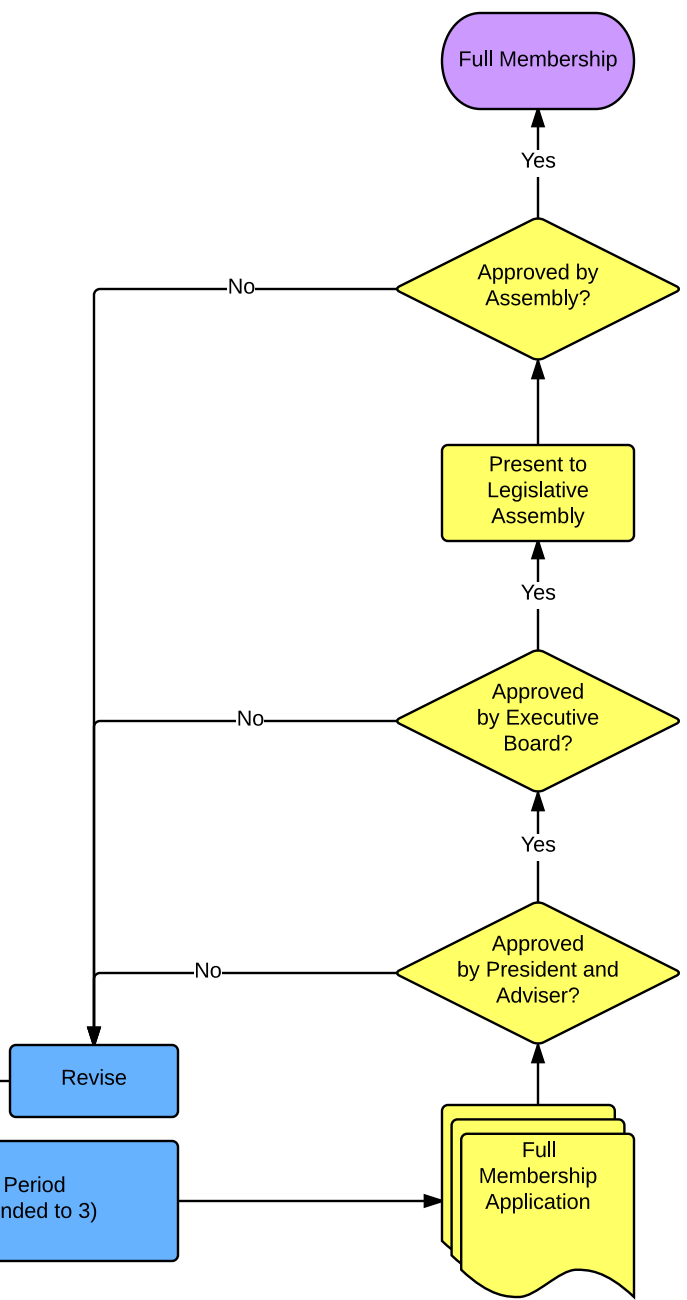 Full Membership
Yes
Approved by
Assembly?
No
Present to
Legislative
Assembly
Yes
Approved
by Executive
Board?
No
Yes
Approved
by President and
Adviser?
No
Revise
Full
Membership
Application
Period
nded to 3)